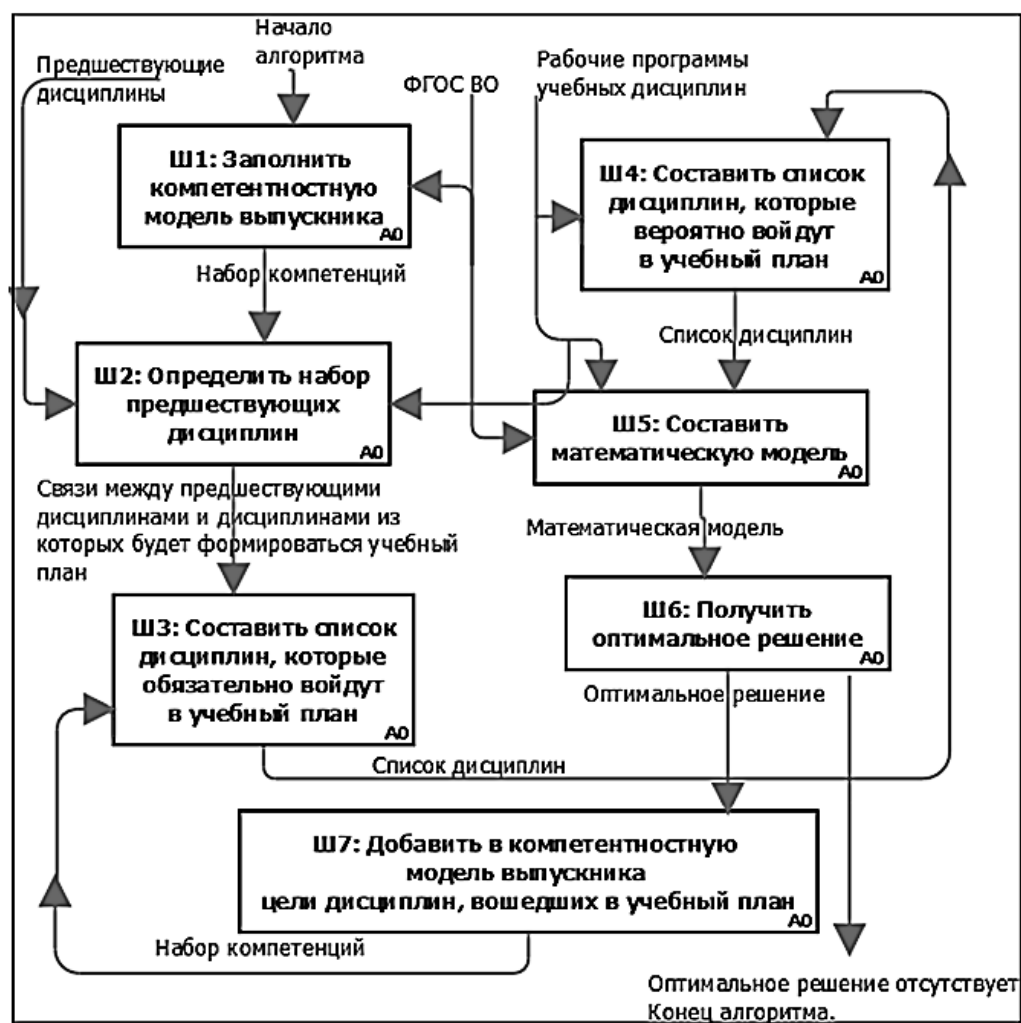 Начало
алгоритма
Предшествующие
дисциплины
ФГОС ВО
Рабочие программы
учебных дисциплин
Ш1: Заполнить
компетентностную
модель выпускника
A0
Ш4: Составить список
дисциплин, которые
вероятно войдут
в учебный план
A0
Набор компетенций
Список дисциплин
Ш2: Определить набор
предшествующих
дисциплин
A0
Ш5: Составить
математическую модель
A0
Связи между предшествующими
дисциплинами и дисциплинами из
которых будет формироваться учебный
план
Математическая модель
Ш3: Составить список
дисциплин, которые
обязательно войдут
в учебный план
A0
Ш6: Получить
оптимальное решение
A0
Оптимальное решение
Список дисциплин
Ш7: Добавить в компетентностную
модель выпускника
цели дисциплин, вошедших в учебный план
A0
Набор компетенций
Оптимальное решение отсутствует
Конец алгоритма.